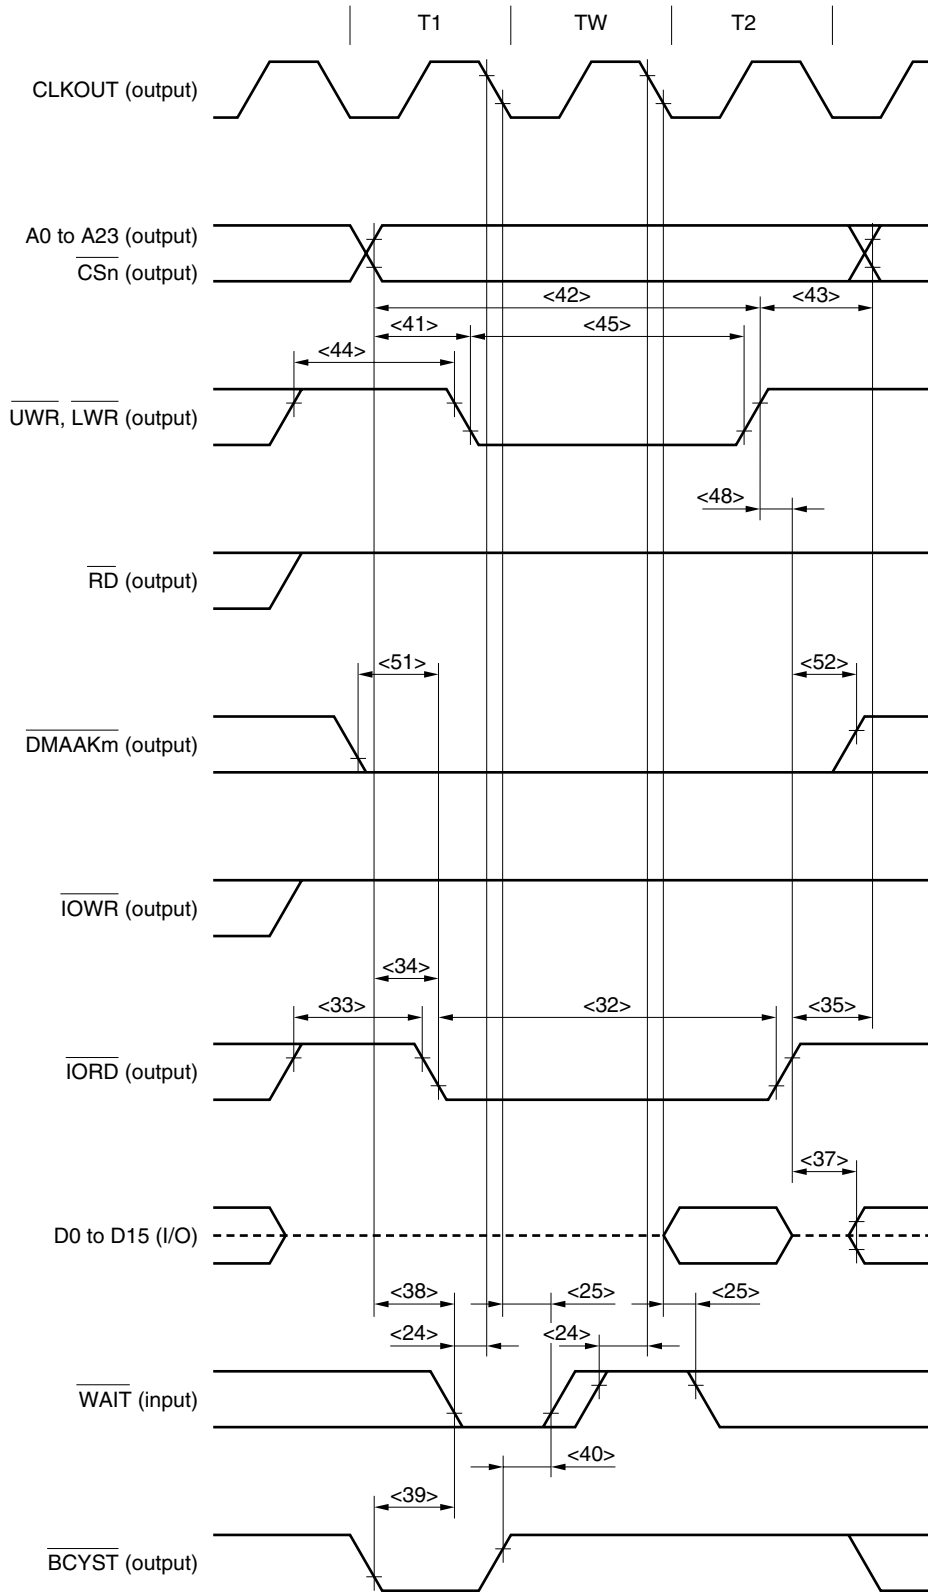 T1 TW T2
CLKOUT (output)
A0 to A23 (output)
CSn (output)
<42> <43>
<41> <45>
<44>
UWR, LWR (output)
<48>
RD (output)
<51> <52>
DMAAKm (output)
IOWR (output)
<34>
<33> <32> <35>
IORD (output)
<37>
D0 to D15 (I/O)
<38> <25> <25>
<24> <24>
WAIT (input)
<40>
<39>
BCYST (output)